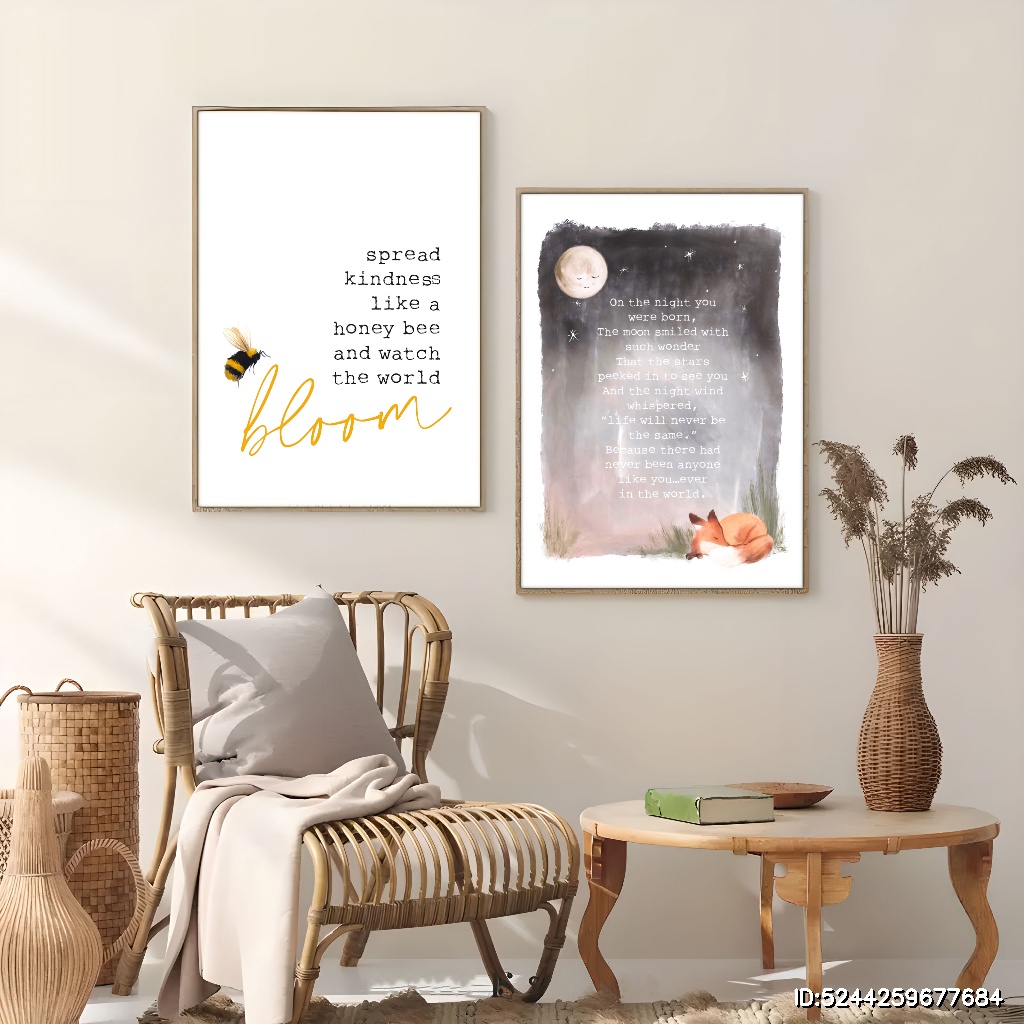 spread
kindness
like a
honey bee
and watch
the world
bloom
On the night you
were born,
The moon smiled with
such wonder
That the stars
peeked in to see you
And the night wind
whispered,
"life will never be
the same."
Because there had
never been anyone
like you...ever
in the world.
ID:5244259677684